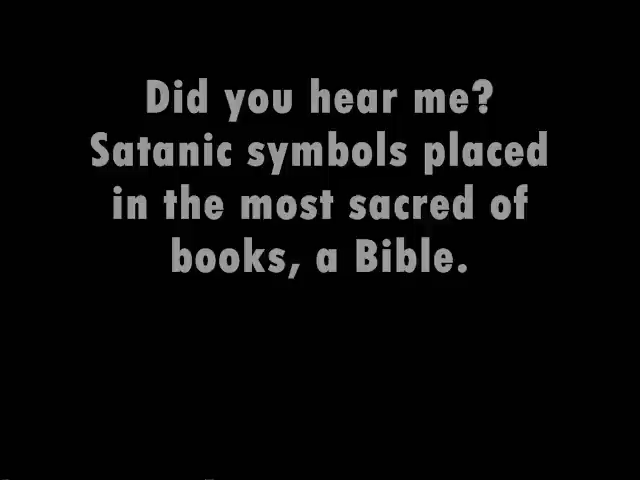 Did you hear me?
Satanic symbols placed
in the most sacred of
books, a Bible.